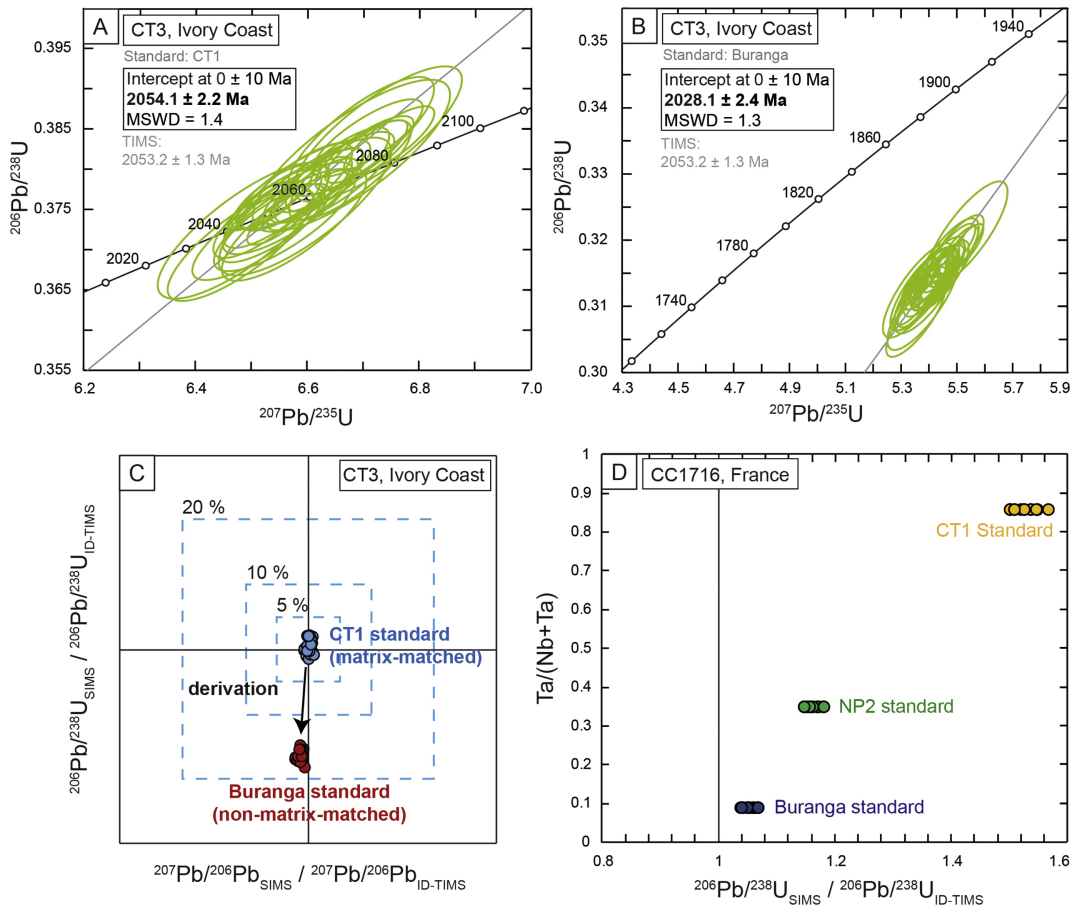 A
CT3, Ivory Coast
Standard: CT1
Intercept at 0 ± 10 Ma
2054.1 ± 2.2 Ma
MSWD = 1.4
TIMS:
2053.2 ± 1.3 Ma
0.395
0.385
0.375
0.365
0.355
2020
2040
2060
2080
2100
6.2
6.4
6.6
6.8
7.0
206Pb/238U
207Pb/235U
B
CT3, Ivory Coast
Standard: Buranga
Intercept at 0 ± 10 Ma
2028.1 ± 2.4 Ma
MSWD = 1.3
TIMS:
2053.2 ± 1.3 Ma
0.35
0.34
0.33
0.32
0.31
0.30
1740
1780
1820
1860
1900
1940
4.3
4.5
4.7
4.9
5.1
5.3
5.5
5.7
5.9
206Pb/238U
207Pb/235U
C
CT3, Ivory Coast
20 %
10 %
5 %
CT1 standard
(matrix-matched)
derivation
Buranga standard
(non-matrix-matched)
206Pb/238USIMS / 206Pb/238UID-TIMS
207Pb/206PbSIMS / 207Pb/206PbID-TIMS
D
CC1716, France
1
0.9
0.8
0.7
0.6
0.5
0.4
0.3
0.2
0.1
0
CT1 Standard
NP2 standard
Buranga standard
0.8
1
1.2
1.4
1.6
Ta/(Nb+Ta)
206Pb/238USIMS / 206Pb/238UID-TIMS